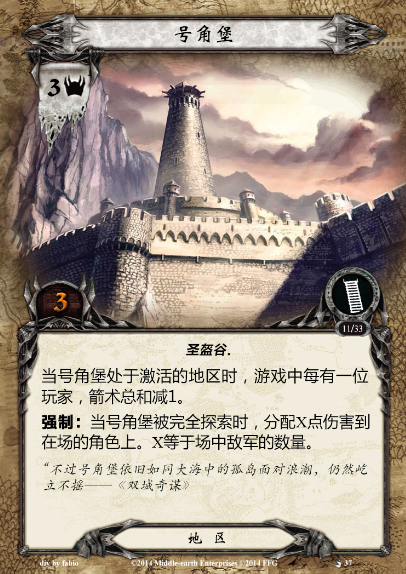 号角堡
3
3
11/33
圣盔谷.
当号角堡处于激活的地区时，游戏中每有一位
玩家，箭术总和减1。
强制：当号角堡被完全探索时，分配X点伤害到
在场的角色上。X等于场中敌军的数量。
“不过号角堡依旧如同大海中的孤岛面对浪潮，仍然屹
立不摇——《双城奇谋》
地 区
diy by fabio ©2014 Middle-earth Enterprises ©2014 FFG 37